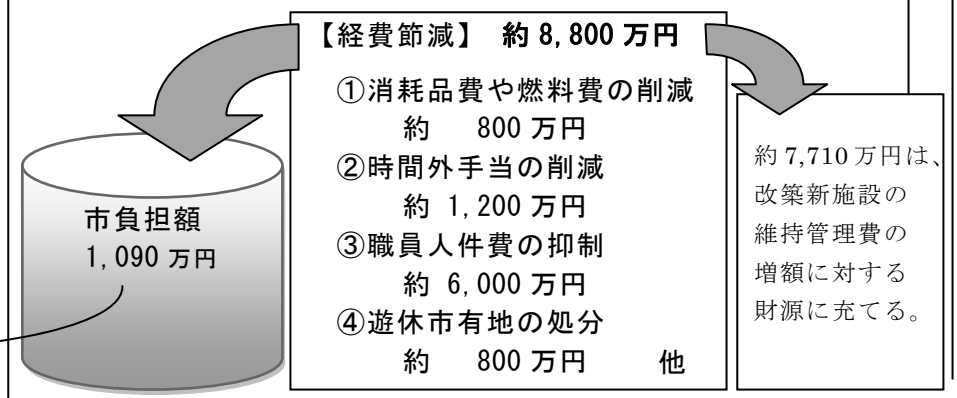 【経費節減】 約 8,800 万円
①消耗品費や燃料費の削減
約 800 万円
②時間外手当の削減
約 1,200 万円
③職員人件費の抑制
約 6,000 万円
④遊休市有地の処分
約 800 万円 他
市負担額
1,090 万円
約 7,710 万円は、
改築新施設の
維持管理費の
増額に対する
財源に充てる。